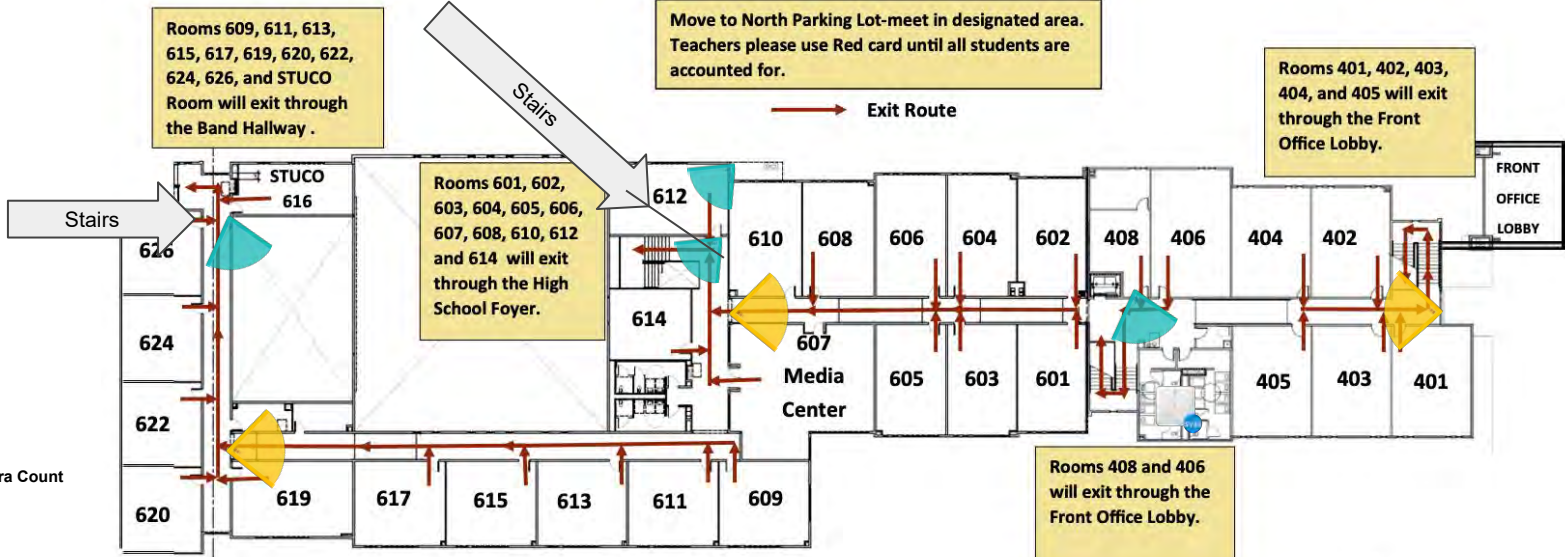 Rooms 609, 611, 613,
615, 617, 619, 620, 622,
624, 626, and STUCO
Room will exit through
the Band Hallway .
Stairs
Move to North Parking Lot-meet in designated area.
Teachers please use Red card until all students are
accounted for.
Exit Route
Rooms 401, 402, 403,
404, and 405 will exit
through the Front
Office Lobby.
FRONT
OFFICE
LOBBY
Rooms 601, 602,
603, 604, 605, 606,
607, 608, 610, 612
and 614 will exit
through the High
School Foyer.
Stairs
STUCO
616
626
624
622
620
612
614
610
608
606
604
602
408
406
404
402
607
Media
Center
605
603
601
405
403
401
619
617
615
613
611
609
Rooms 408 and 406
will exit through the
Front Office Lobby.
Count